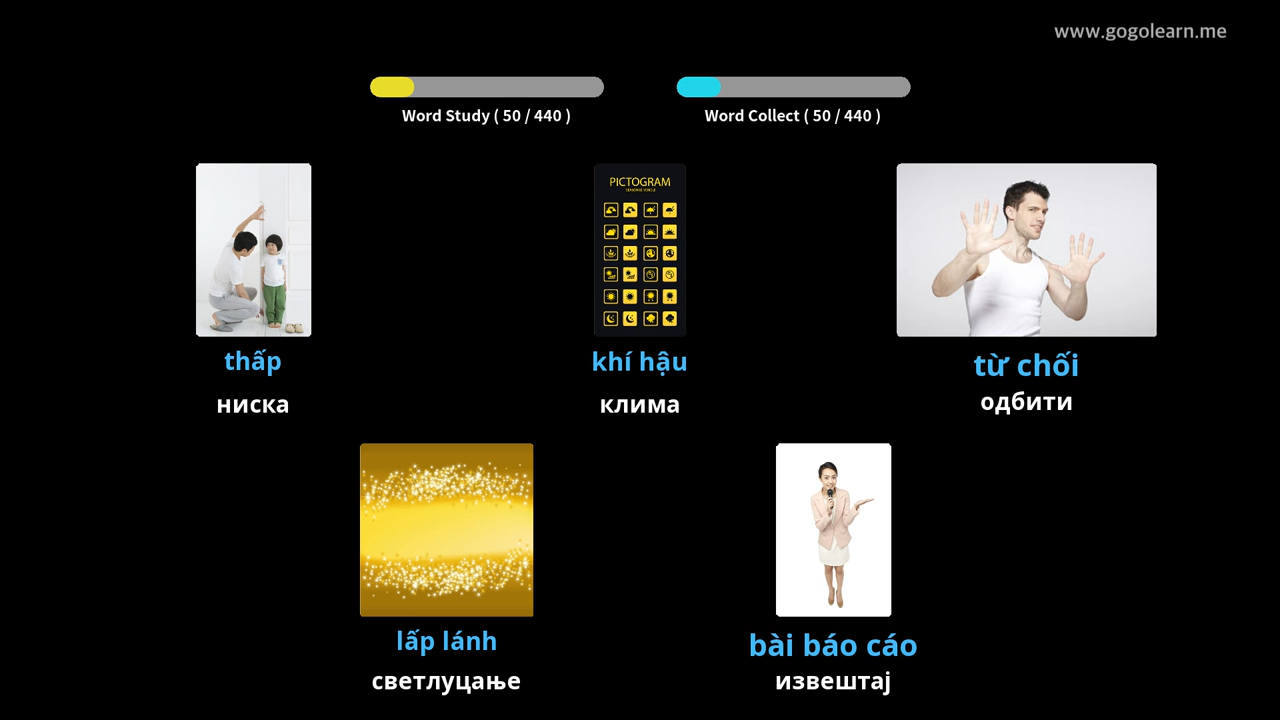 www.gogolearn.me
Word Study ( 50 / 440 )
Word Collect ( 50 / 440 )
PICTOGRAM
thấp
ниска
khí hậu
клима
từ chối
одбити
lấp lánh
светлуцање
bài báo cáo
извештај